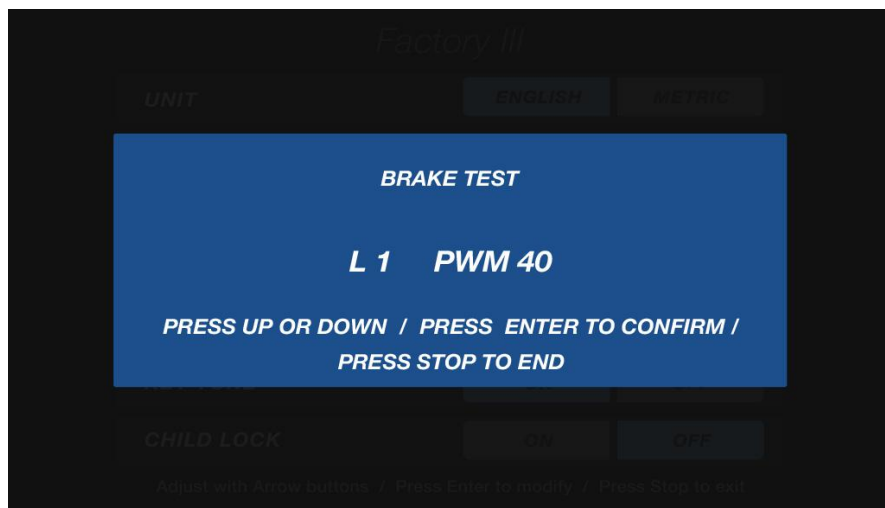 Factory III
UNIT ENGLISH METRIC
BRAKE TEST
L 1 PWM 40
PRESS UP OR DOWN / PRESS ENTER TO CONFIRM /
PRESS STOP TO END
CHILD LOCK ON OFF
Adjust with Arrow buttons / Press Enter to modify / Press Stop to exit